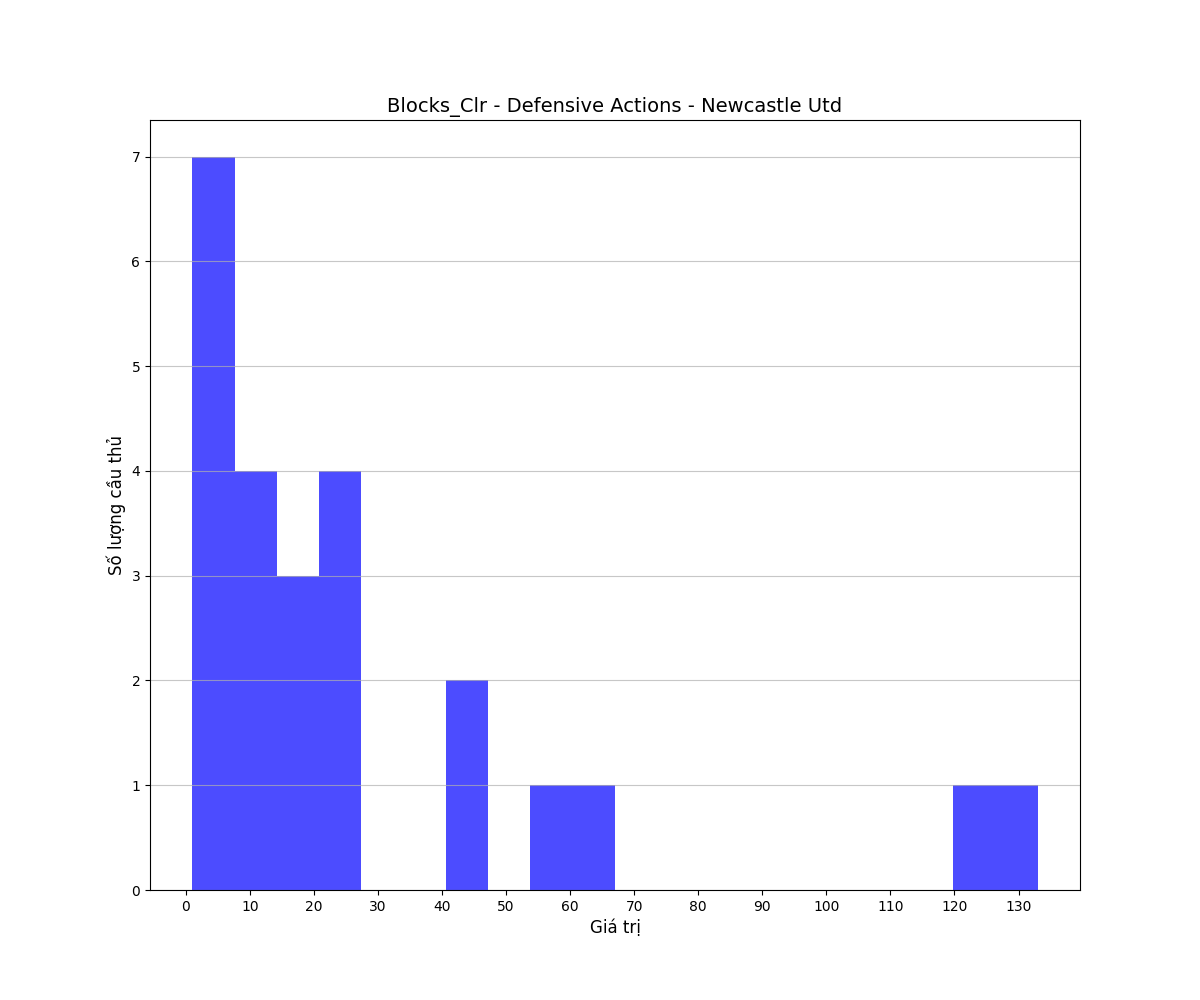 Blocks_Clr - Defensive Actions - Newcastle Utd
7
6
5
4
3
2
1
0
Số lượng cầu thủ
0 10 20 30 40 50 60 70 80 90 100 110 120 130
Giá trị